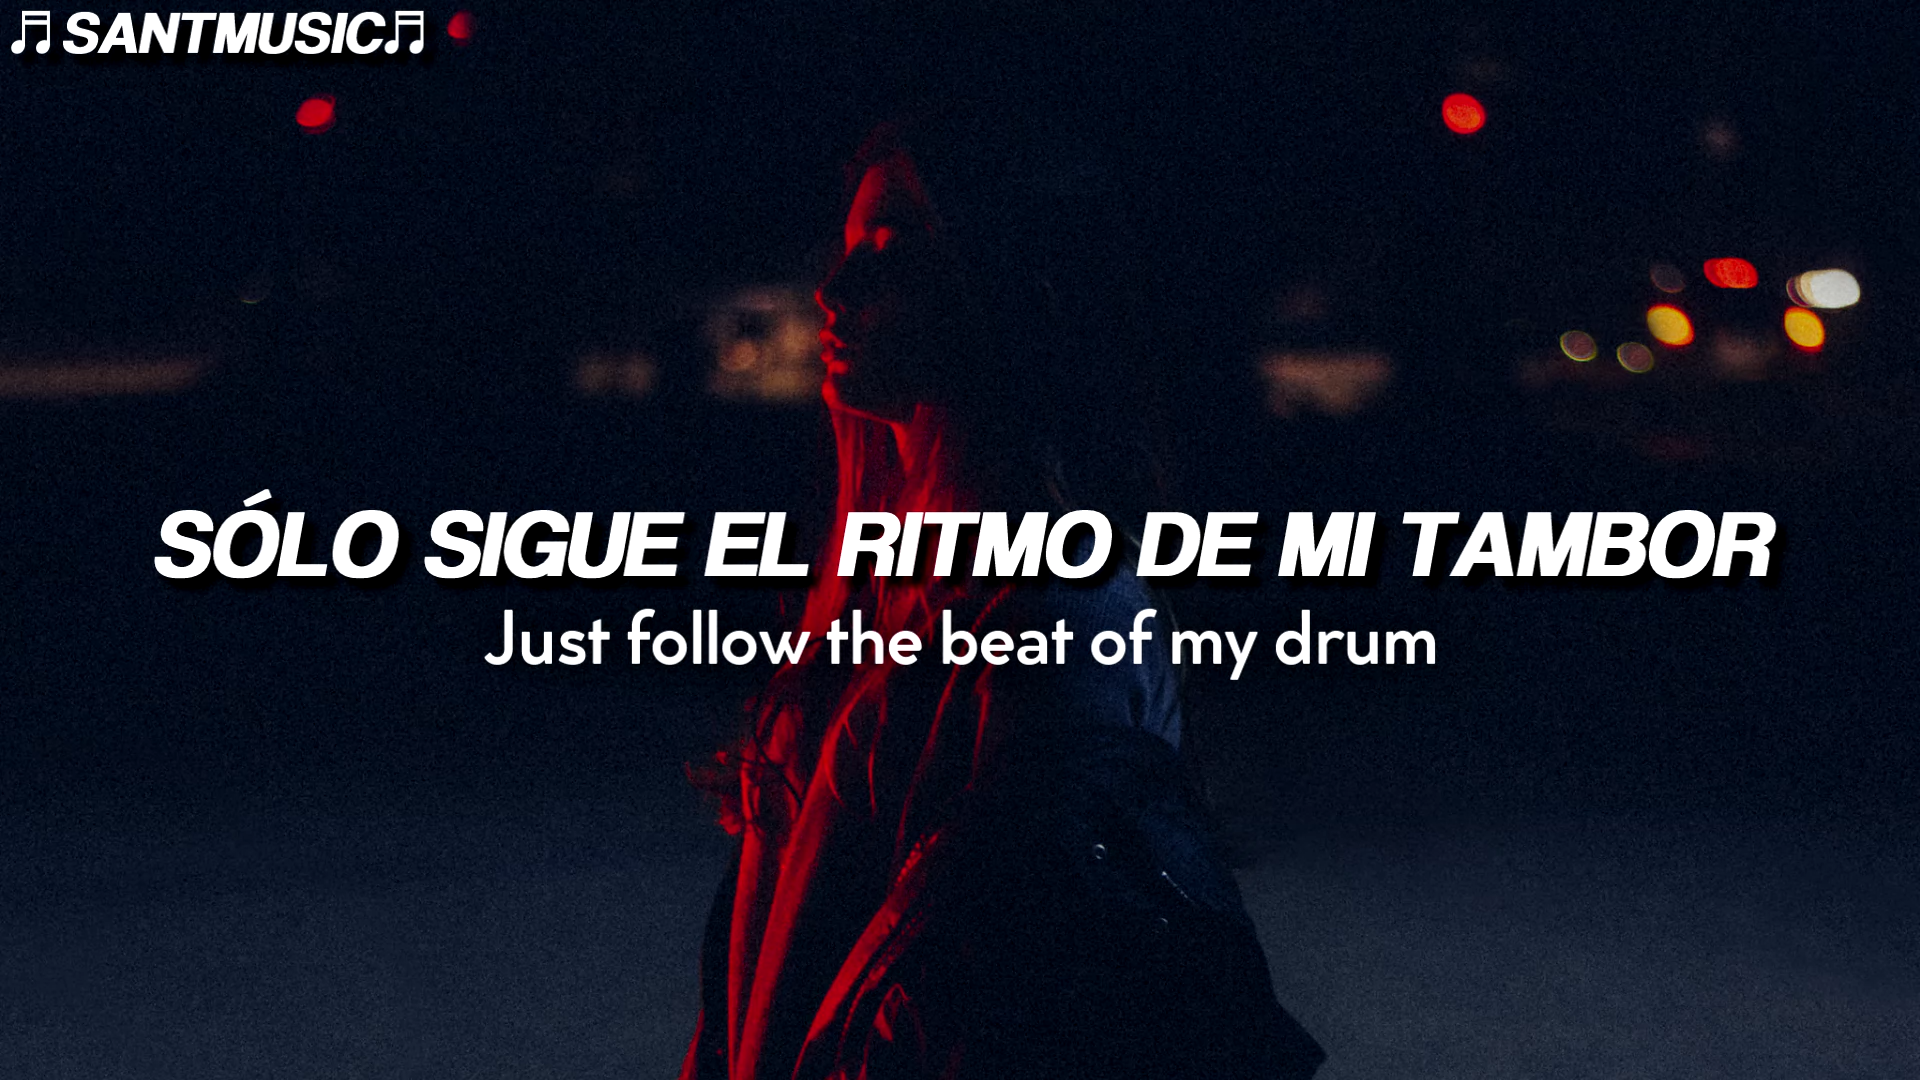 🎵SANTMUSIC🎵
SÓLO SIGUE EL RITMO DE MI TAMBOR
Just follow the beat of my drum